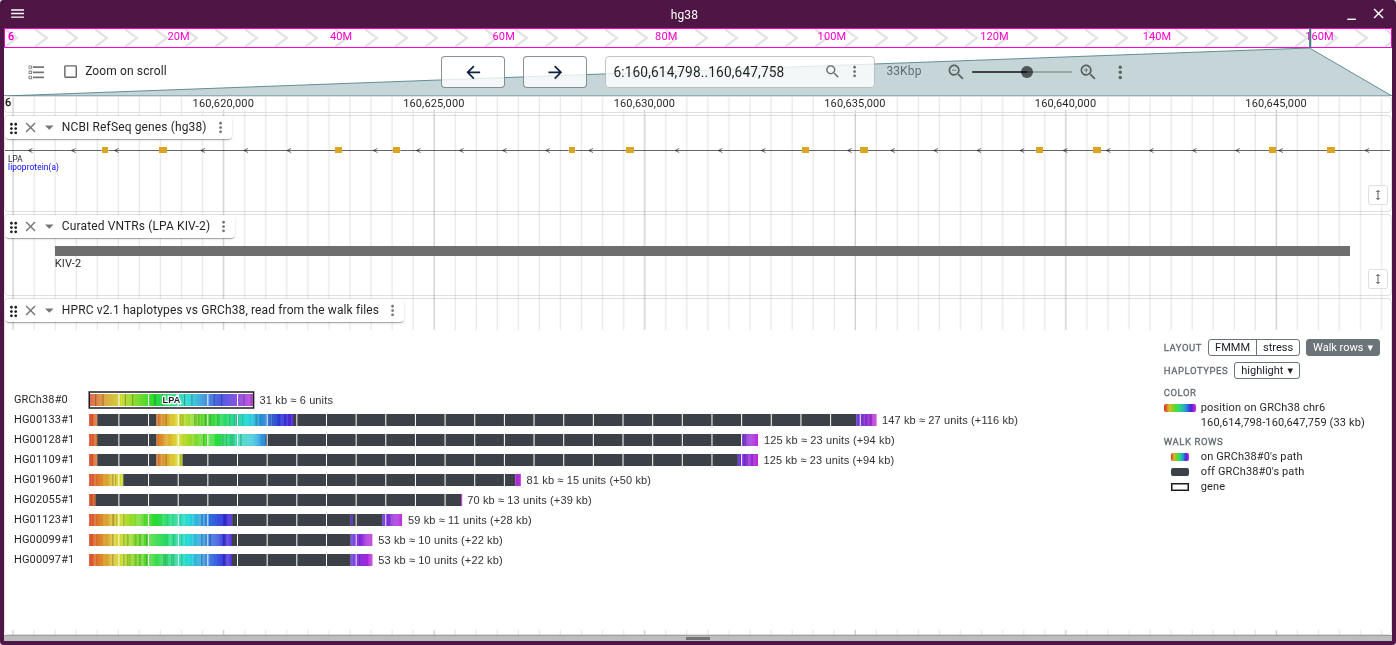 hg38
6 20M 40M 60M 80M 100M 120M 140M 160M
Zoom on scroll
6:160,614,798..160,647,758
33Kbp
6 160,620,000 160,625,000 160,630,000 160,635,000 160,640,000 160,645,000
NCBI RefSeq genes (hg38)
LPA
lipoprotein(a)
Curated VNTRs (LPA KIV-2)
KIV-2
HPRC v2.1 haplotypes vs GRCh38, read from the walk files
LAYOUT FMMM stress Walk rows ▾
HAPLOTYPES highlight ▾
COLOR
position on GRCh38 chr6
160,614,798-160,647,759 (33 kb)
WALK ROWS
on GRCh38#0's path
off GRCh38#0's path
gene
GRCh38#0 LPA 31 kb ≈ 6 units
HG00133#1 147 kb ≈ 27 units (+116 kb)
HG00128#1 125 kb ≈ 23 units (+94 kb)
HG01109#1 125 kb ≈ 23 units (+94 kb)
HG01960#1 81 kb ≈ 15 units (+50 kb)
HG02055#1 70 kb ≈ 13 units (+39 kb)
HG01123#1 59 kb ≈ 11 units (+28 kb)
HG00099#1 53 kb ≈ 10 units (+22 kb)
HG00097#1 53 kb ≈ 10 units (+22 kb)